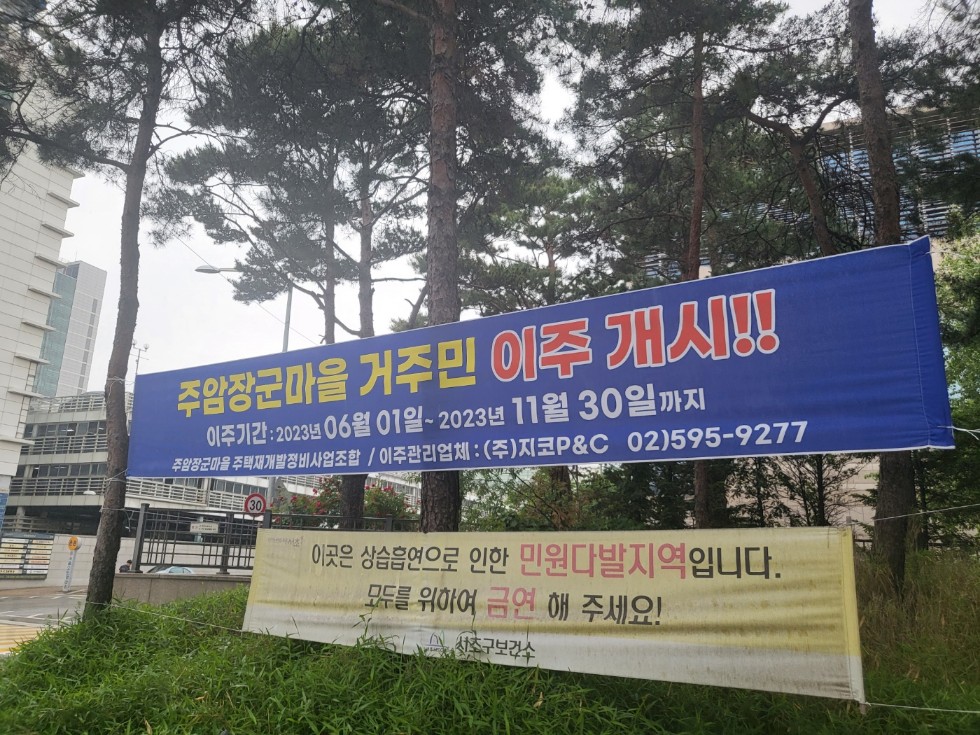 주암장군마을 거주민 이주 개시!!
이주기간 : 2023년 06월 01일~ 2023년 11월 30일까지
주암장군마을 주택재개발정비사업조합 / 이주관리업체 : (주)지코P&C 02)595-9277
30
이곳은 상습흡연으로 인한 민원다발지역입니다.
모두를 위하여 금연 해 주세요!
서초구보건소